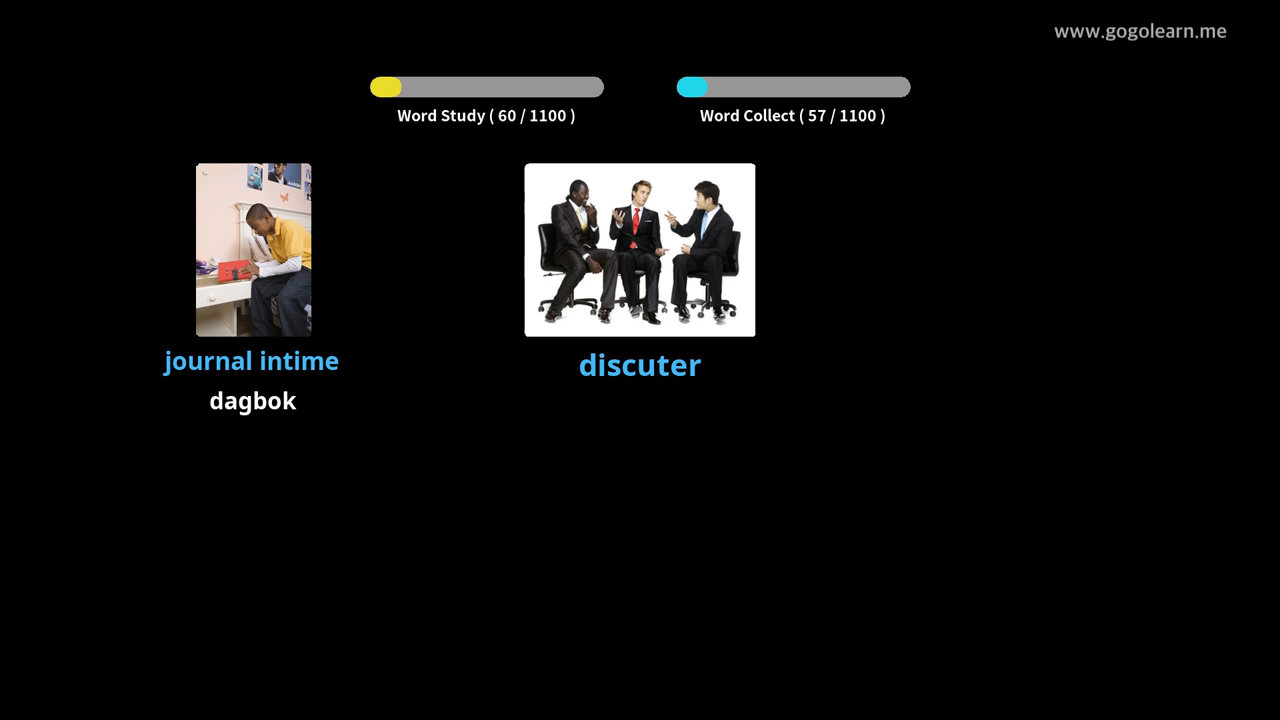 www.gogolearn.me
Word Study ( 60 / 1100 )
Word Collect ( 57 / 1100 )
journal intime
dagbok
discuter